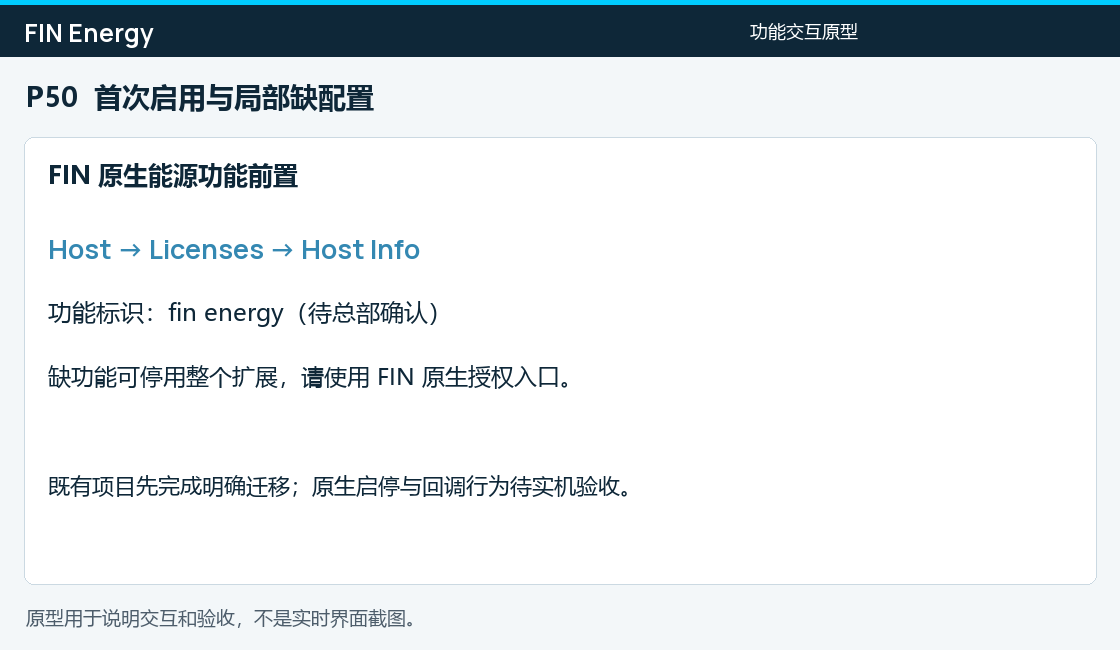 FIN Energy
功能交互原型
P50 首次启用与局部缺配置
FIN 原生能源功能前置
Host → Licenses → Host Info
功能标识：fin energy（待总部确认）
缺功能可停用整个扩展，请使用 FIN 原生授权入口。
既有项目先完成明确迁移；原生启停与回调行为待实机验收。
原型用于说明交互和验收，不是实时界面截图。